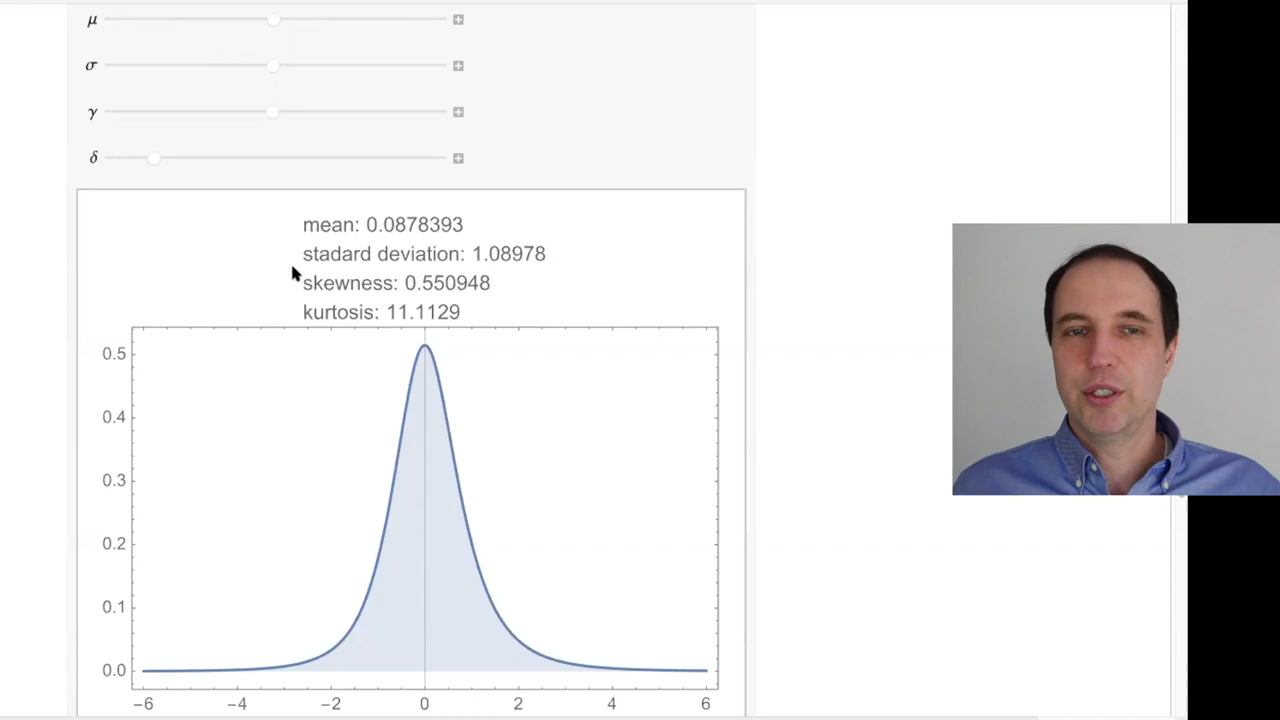 μ
σ
γ
δ
mean: 0.0878393
stadard deviation: 1.08978
skewness: 0.550948
kurtosis: 11.1129
0.5
0.4
0.3
0.2
0.1
0.0
−6 −4 −2 0 2 4 6